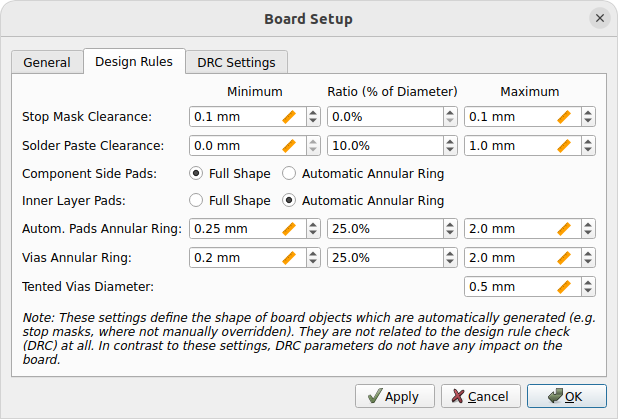 Board Setup
General Design Rules DRC Settings
Minimum Ratio (% of Diameter) Maximum
Stop Mask Clearance: 0.1 mm 0.0% 0.1 mm
Solder Paste Clearance: 0.0 mm 10.0% 1.0 mm
Component Side Pads: Full Shape Automatic Annular Ring
Inner Layer Pads: Full Shape Automatic Annular Ring
Autom. Pads Annular Ring: 0.25 mm 25.0% 2.0 mm
Vias Annular Ring: 0.2 mm 25.0% 2.0 mm
Tented Vias Diameter: 0.5 mm
Note: These settings define the shape of board objects which are automatically generated (e.g.
stop masks, where not manually overridden). They are not related to the design rule check
(DRC) at all. In contrast to these settings, DRC parameters do not have any impact on the
board.
Apply Cancel OK